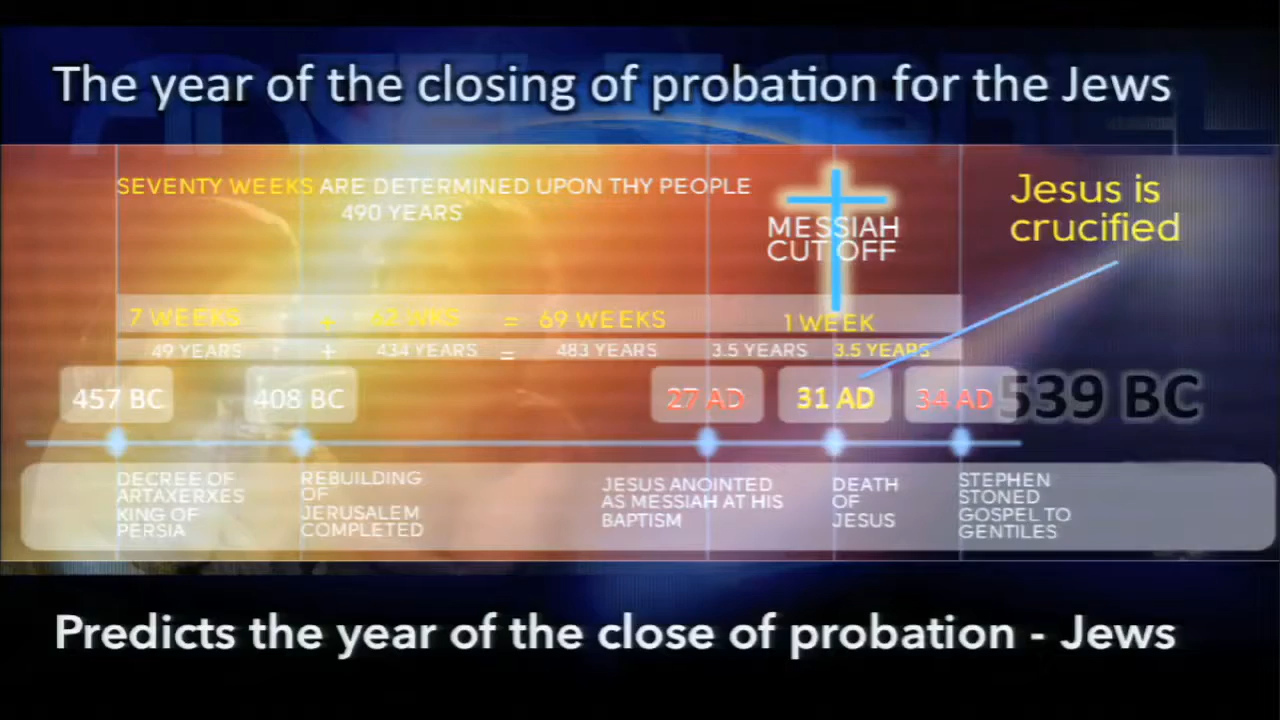 The year of the closing of probation for the Jews
SEVENTY WEEKS ARE DETERMINED UPON THY PEOPLE
490 YEARS
Jesus is
crucified
MESSIAH
CUT OFF
7 WEEKS + 62 WKS = 69 WEEKS 1 WEEK
49 YEARS + 434 YEARS = 483 YEARS 3.5 YEARS 3.5 YEARS
457 BC 408 BC 27 AD 31 AD 34 AD 539 BC
DECREE OF
ARTAXERXES
KING OF
PERSIA
REBUILDING
OF
JERUSALEM
COMPLETED
JESUS ANOINTED
AS MESSIAH AT HIS
BAPTISM
DEATH
OF
JESUS
STEPHEN
STONED
GOSPEL TO
GENTILES
Predicts the year of the close of probation - Jews